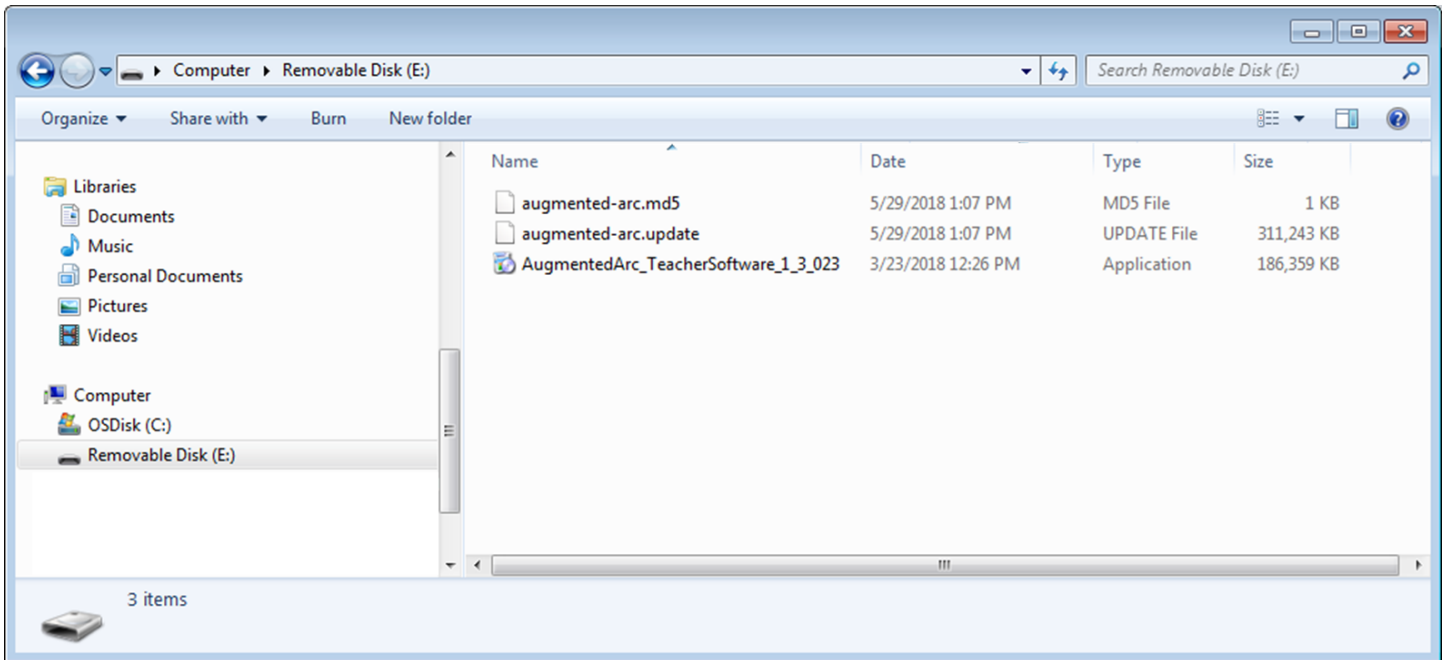 Computer Removable Disk (E:) Search Removable Disk (E:)
Organize Share with Burn New folder
Name Date Type Size
Libraries
Documents
Music
Personal Documents
Pictures
Videos
Computer
OSDisk (C:)
Removable Disk (E:)
augmented-arc.md5 5/29/2018 1:07 PM MD5 File 1 KB
augmented-arc.update 5/29/2018 1:07 PM UPDATE File 311,243 KB
AugmentedArc_TeacherSoftware_1_3_023 3/23/2018 12:26 PM Application 186,359 KB
3 items